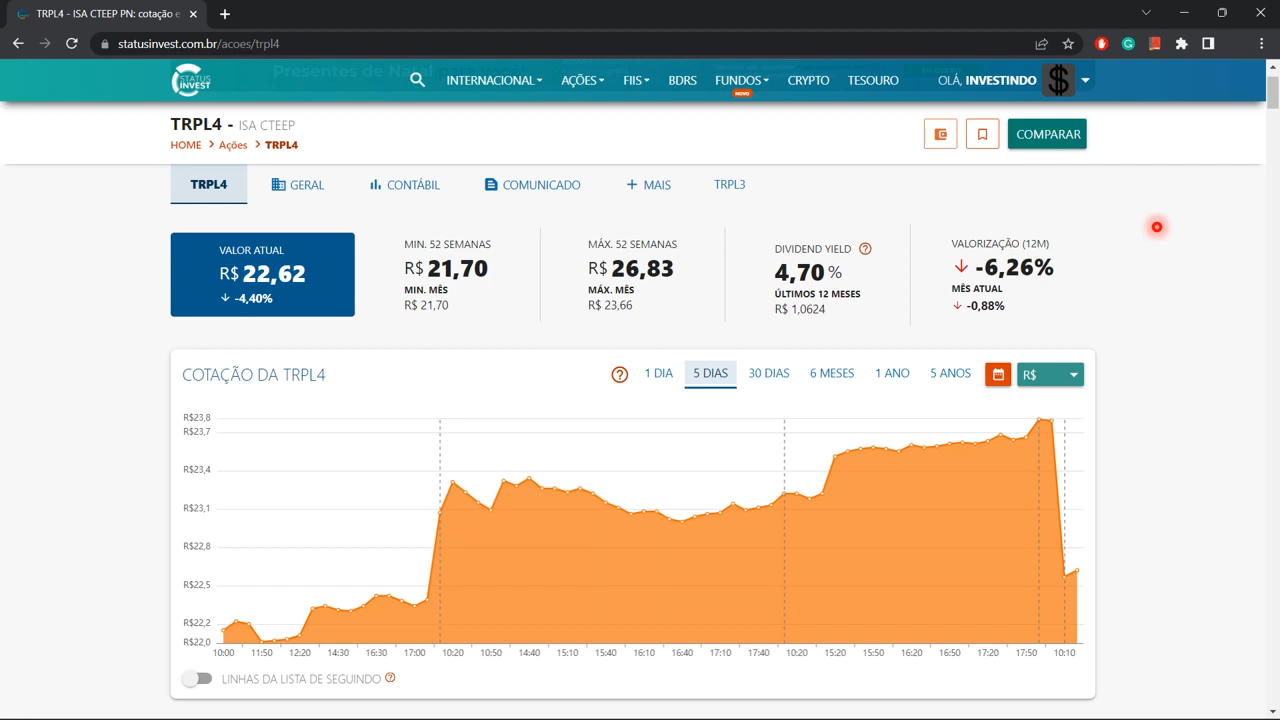 TRPL4 - ISA CTEEP PN: cotação e
statusinvest.com.br/acoes/trpl4
STATUS INVEST
INTERNACIONAL AÇÕES FIIS BDRS FUNDOS CRYPTO TESOURO OLÁ, INVESTINDO
NOVO
TRPL4 - ISA CTEEP
HOME > Ações > TRPL4
COMPARAR
TRPL4 GERAL CONTÁBIL COMUNICADO + MAIS TRPL3
VALOR ATUAL
R$ 22,62
-4,40%
MIN. 52 SEMANAS
R$ 21,70
MIN. MÊS
R$ 21,70
MÁX. 52 SEMANAS
R$ 26,83
MÁX. MÊS
R$ 23,66
DIVIDEND YIELD
4,70 %
ÚLTIMOS 12 MESES
R$ 1,0624
VALORIZAÇÃO (12M)
-6,26%
MÊS ATUAL
-0,88%
COTAÇÃO DA TRPL4
1 DIA 5 DIAS 30 DIAS 6 MESES 1 ANO 5 ANOS R$
R$23,8
R$23,7
R$23,4
R$23,1
R$22,8
R$22,5
R$22,2
R$22,0
10:00 11:50 12:20 14:30 16:30 17:00 10:20 10:50 14:40 15:10 15:40 16:10 16:40 17:10 17:40 10:20 15:20 15:50 16:20 16:50 17:20 17:50 10:10
LINHAS DA LISTA DE SEGUINDO